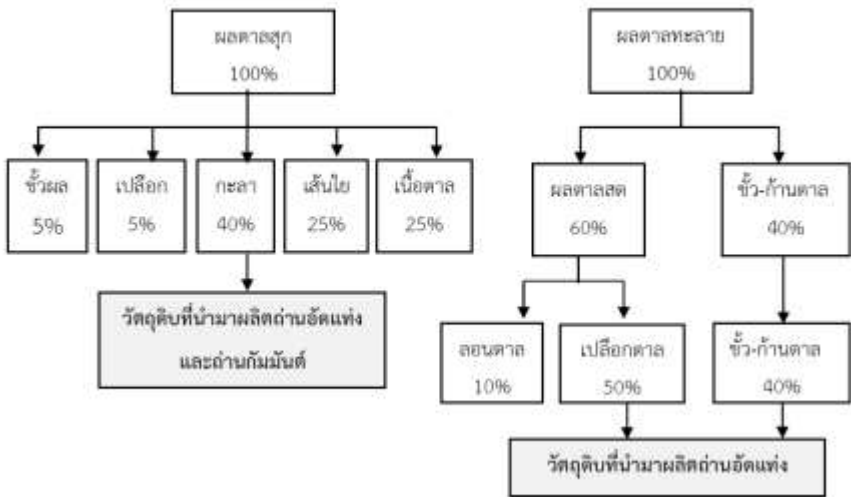 ผลตาลสุก
100%
ขั้วผล
5%
เปลือก
5%
กะลา
40%
เส้นใย
25%
เนื้อตาล
25%
วัตถุดิบที่นำมาผลิตถ่านอัดแท่ง
และถ่านกัมมันต์
ผลตาลทะลาย
100%
ผลตาลสด
60%
ขั้ว-ก้านตาล
40%
ลอนตาล
10%
เปลือกตาล
50%
ขั้ว-ก้านตาล
40%
วัตถุดิบที่นำมาผลิตถ่านอัดแท่ง